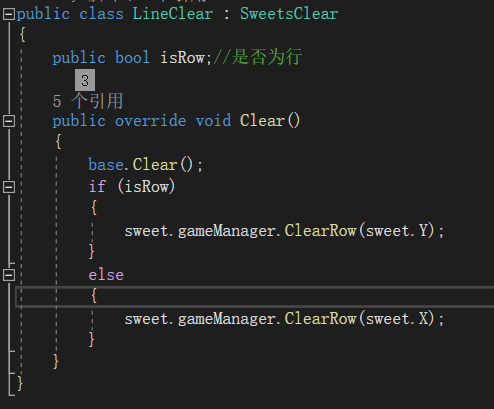 public class LineClear : SweetsClear
{
public bool isRow;//是否为行
3
5 个引用
public override void Clear()
{
base.Clear();
if (isRow)
{
sweet.gameManager.ClearRow(sweet.Y);
}
else
{
sweet.gameManager.ClearRow(sweet.X);
}
}
}